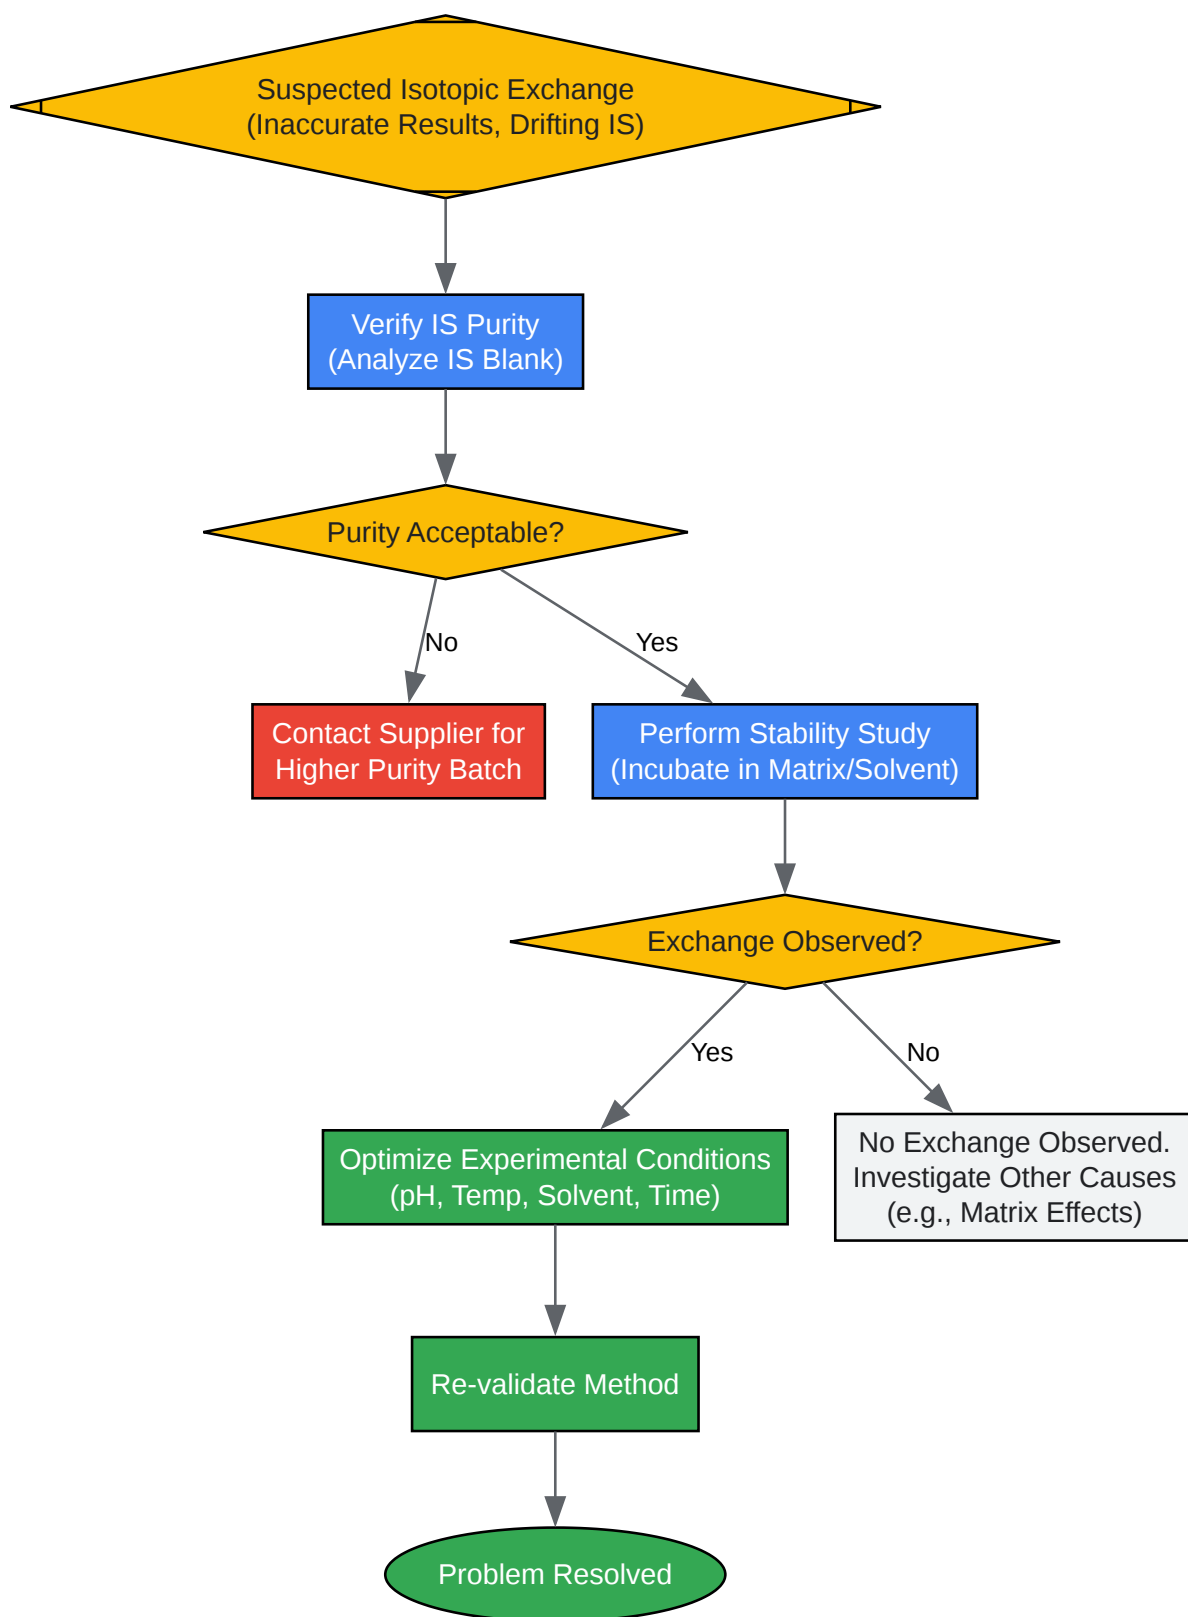 Suspected Isotopic Exchange
(Inaccurate Results, Drifting IS)
Verify IS Purity
(Analyze IS Blank)
Purity Acceptable?
No
Yes
Contact Supplier for
Higher Purity Batch
Perform Stability Study
(Incubate in Matrix/Solvent)
Exchange Observed?
Yes
No
Optimize Experimental Conditions
(pH, Temp, Solvent, Time)
No Exchange Observed.
Investigate Other Causes
(e.g., Matrix Effects)
Re-validate Method
Problem Resolved